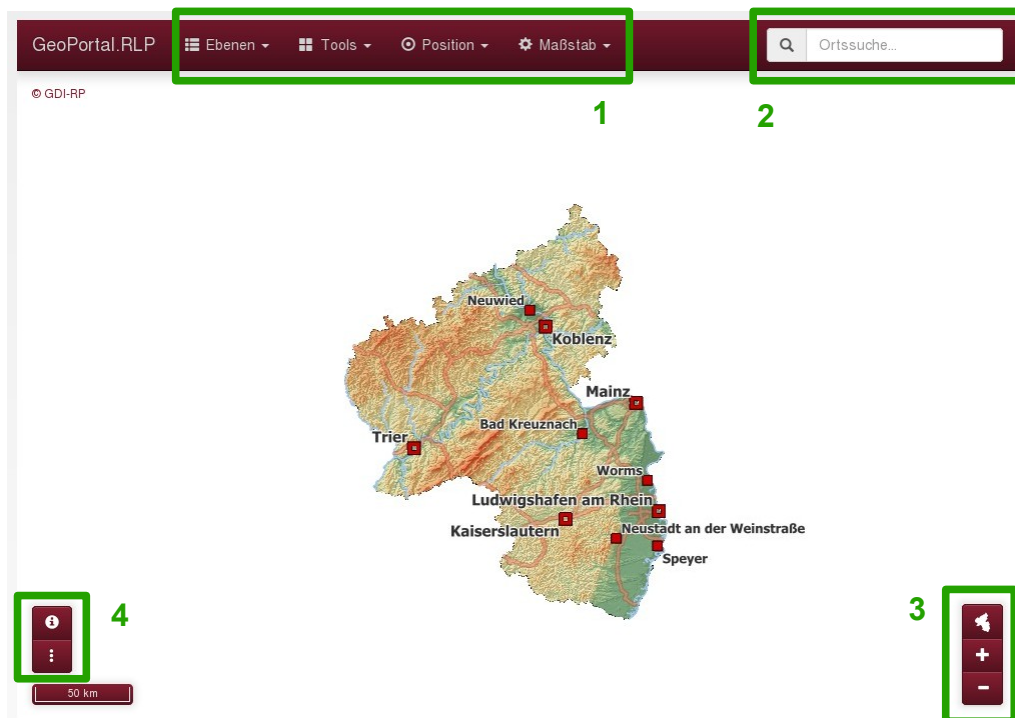 GeoPortal.RLP Ebenen Tools Position Maßstab Ortssuche...
© GDI-RP
1
2
Neuwied
Koblenz
Mainz
Bad Kreuznach
Trier
Worms
Ludwigshafen am Rhein
Kaiserslautern
Neustadt an der Weinstraße
Speyer
4
3
50 km